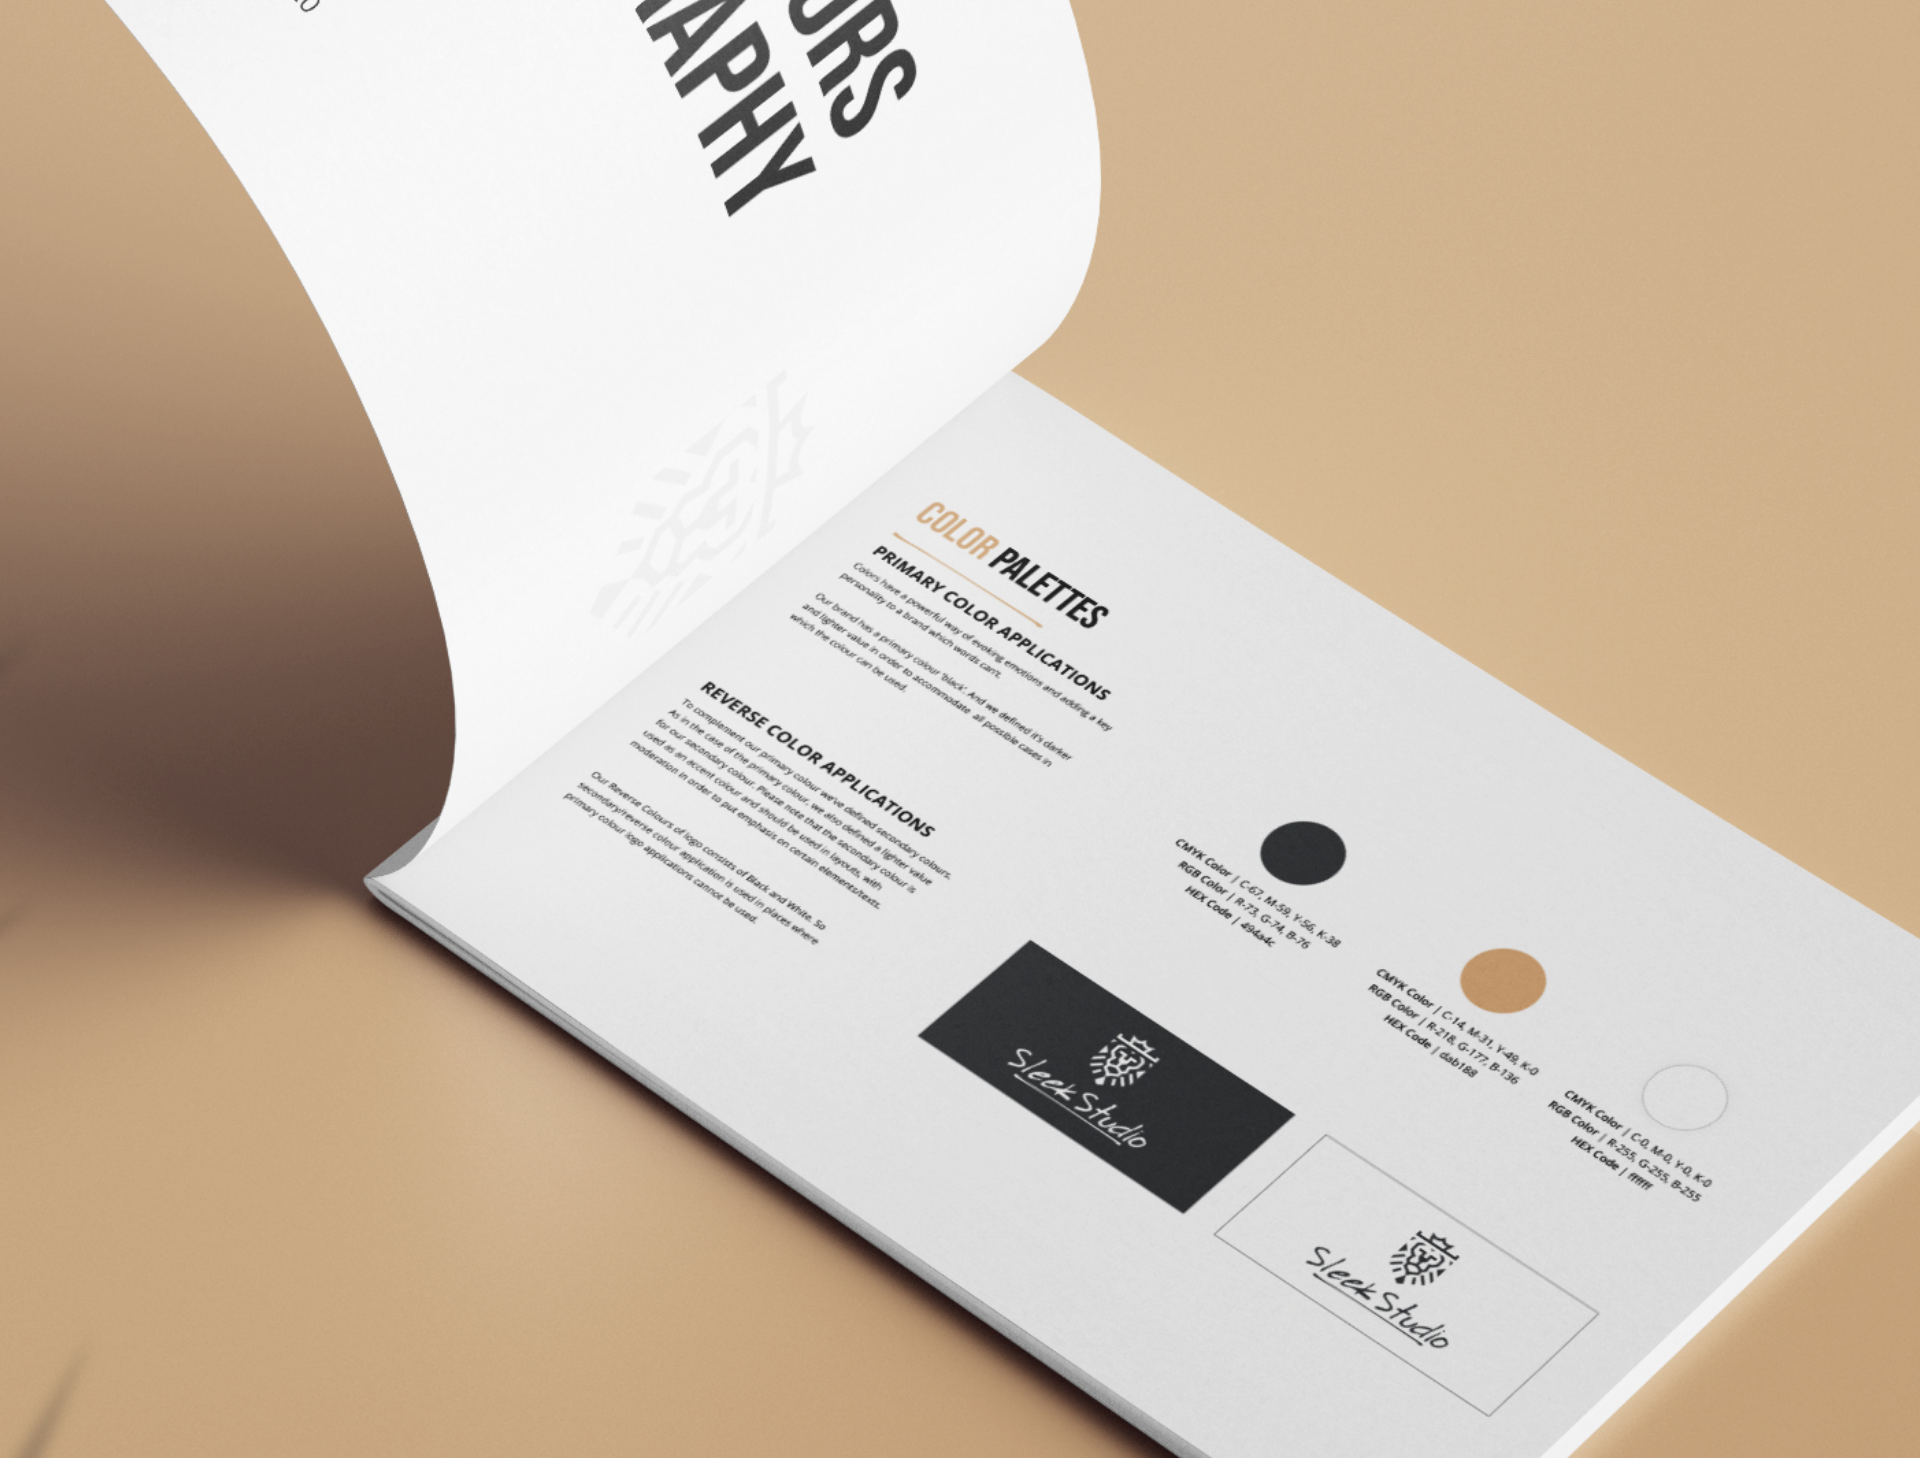 URS
APHY
COLOR PALETTES
PRIMARY COLOR APPLICATIONS
Colors have a powerful way of evoking emotions and adding a key
personality to a brand which words can't.
Our brand has a primary colour 'black'. And we defined it's darker
and lighter value in order to accommodate all possible cases in
which the colour can be used.
REVERSE COLOR APPLICATIONS
To complement our primary colour we've defined secondary colours.
As in the case of the primary colour, we also defined a lighter value
for our secondary colour. Please note that the secondary colour is
used as an accent colour and should be used in layouts, with
moderation in order to put emphasis on certain elements/texts.
Our Reverse Colours of logo consists of Black and White. So
secondary/reverse colour application is used in places where
primary colour logo applications cannot be used.
CMYK Color | C-67, M-59, Y-56, K-38
RGB Color | R-73, G-74, B-76
HEX Code | 494a4c
CMYK Color | C-14, M-31, Y-49, K-0
RGB Color | R-218, G-177, B-136
HEX Code | dab188
CMYK Color | C-0, M-0, Y-0, K-0
RGB Color | R-255, G-255, B-255
HEX Code | ffffff
Sleek Studio
Sleek Studio